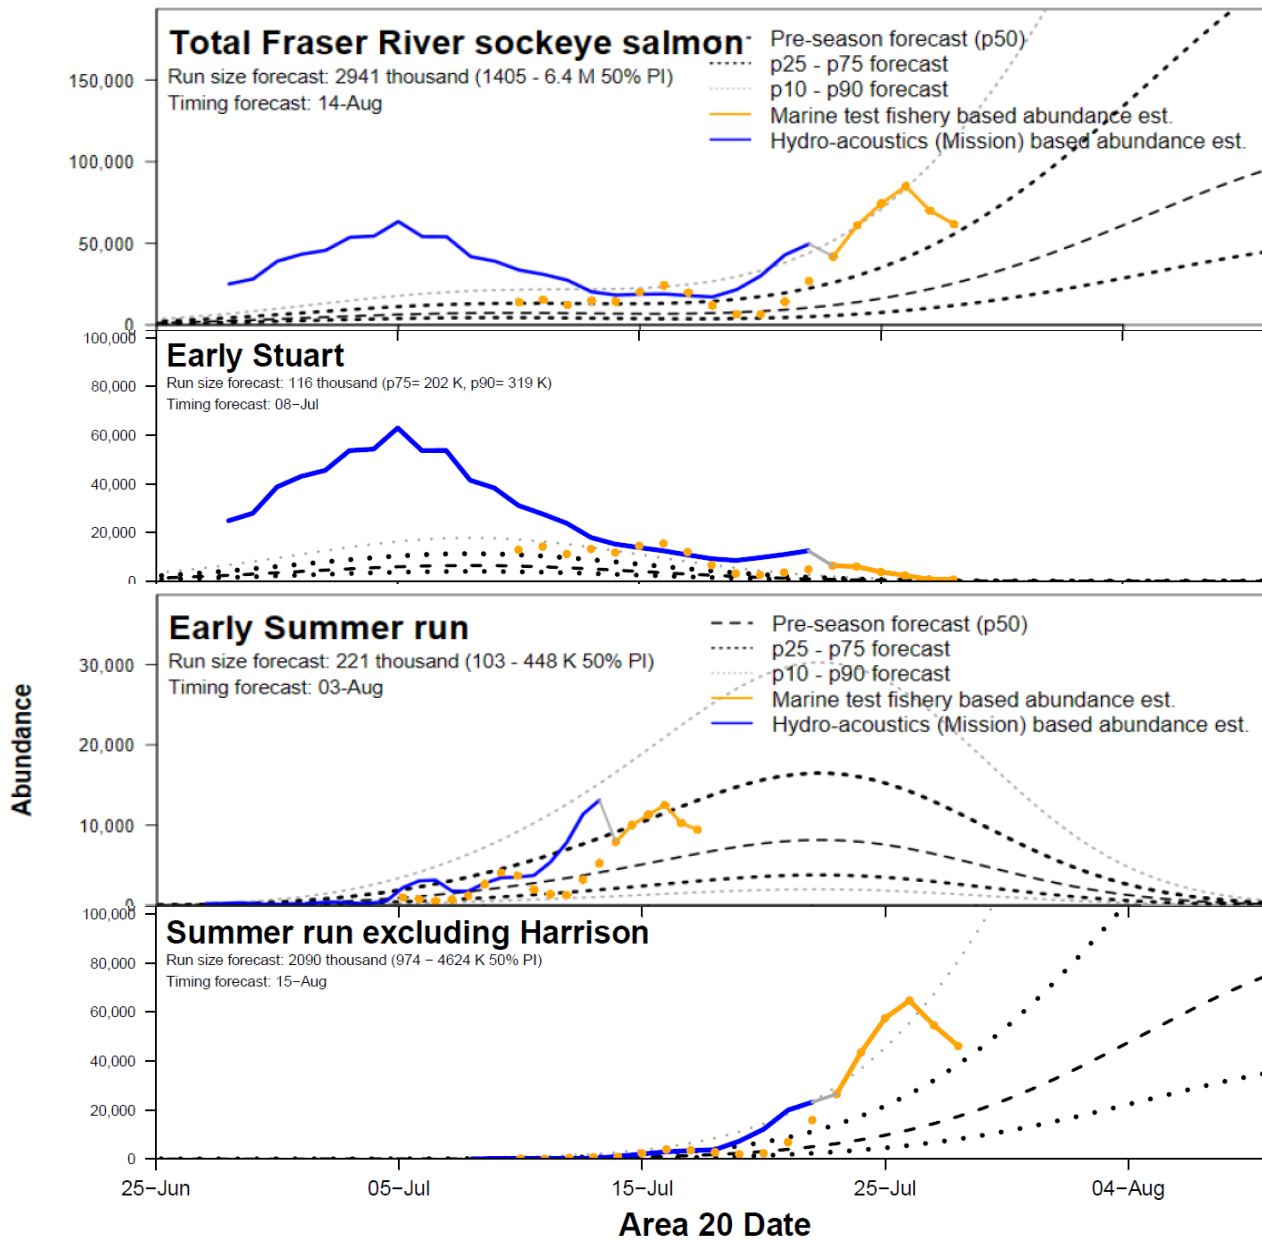 Total Fraser River sockeye salmon
Run size forecast: 2941 thousand (1405 - 6.4 M 50% PI)
Timing forecast: 14-Aug
Pre-season forecast (p50)
p25 - p75 forecast
p10 - p90 forecast
Marine test fishery based abundance est.
Hydro-acoustics (Mission) based abundance est.
150,000
100,000
50,000
0
Early Stuart
Run size forecast: 116 thousand (p75= 202 K, p90= 319 K)
Timing forecast: 08−Jul
100,000
80,000
60,000
40,000
20,000
0
Early Summer run
Run size forecast: 221 thousand (103 - 448 K 50% PI)
Timing forecast: 03-Aug
Pre-season forecast (p50)
p25 - p75 forecast
p10 - p90 forecast
Marine test fishery based abundance est.
Hydro-acoustics (Mission) based abundance est.
30,000
20,000
10,000
0
Abundance
Summer run excluding Harrison
Run size forecast: 2090 thousand (974 − 4624 K 50% PI)
Timing forecast: 15−Aug
100,000
80,000
60,000
40,000
20,000
0
25−Jun 05−Jul 15−Jul 25−Jul 04−Aug
Area 20 Date